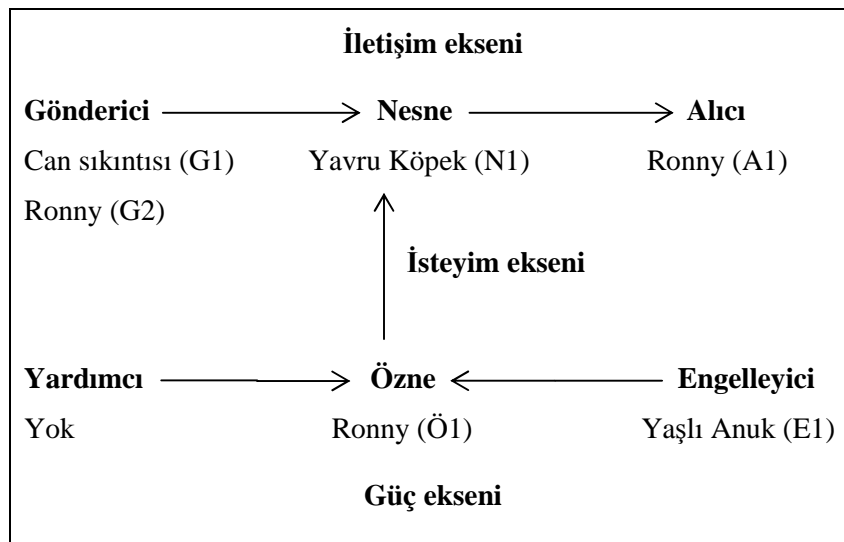 İletişim ekseni
Gönderici Nesne Alıcı
Can sıkıntısı (G1) Yavru Köpek (N1) Ronny (A1)
Ronny (G2)
İsteyim ekseni
Yardımcı Özne Engelleyici
Yok Ronny (Ö1) Yaşlı Anuk (E1)
Güç ekseni